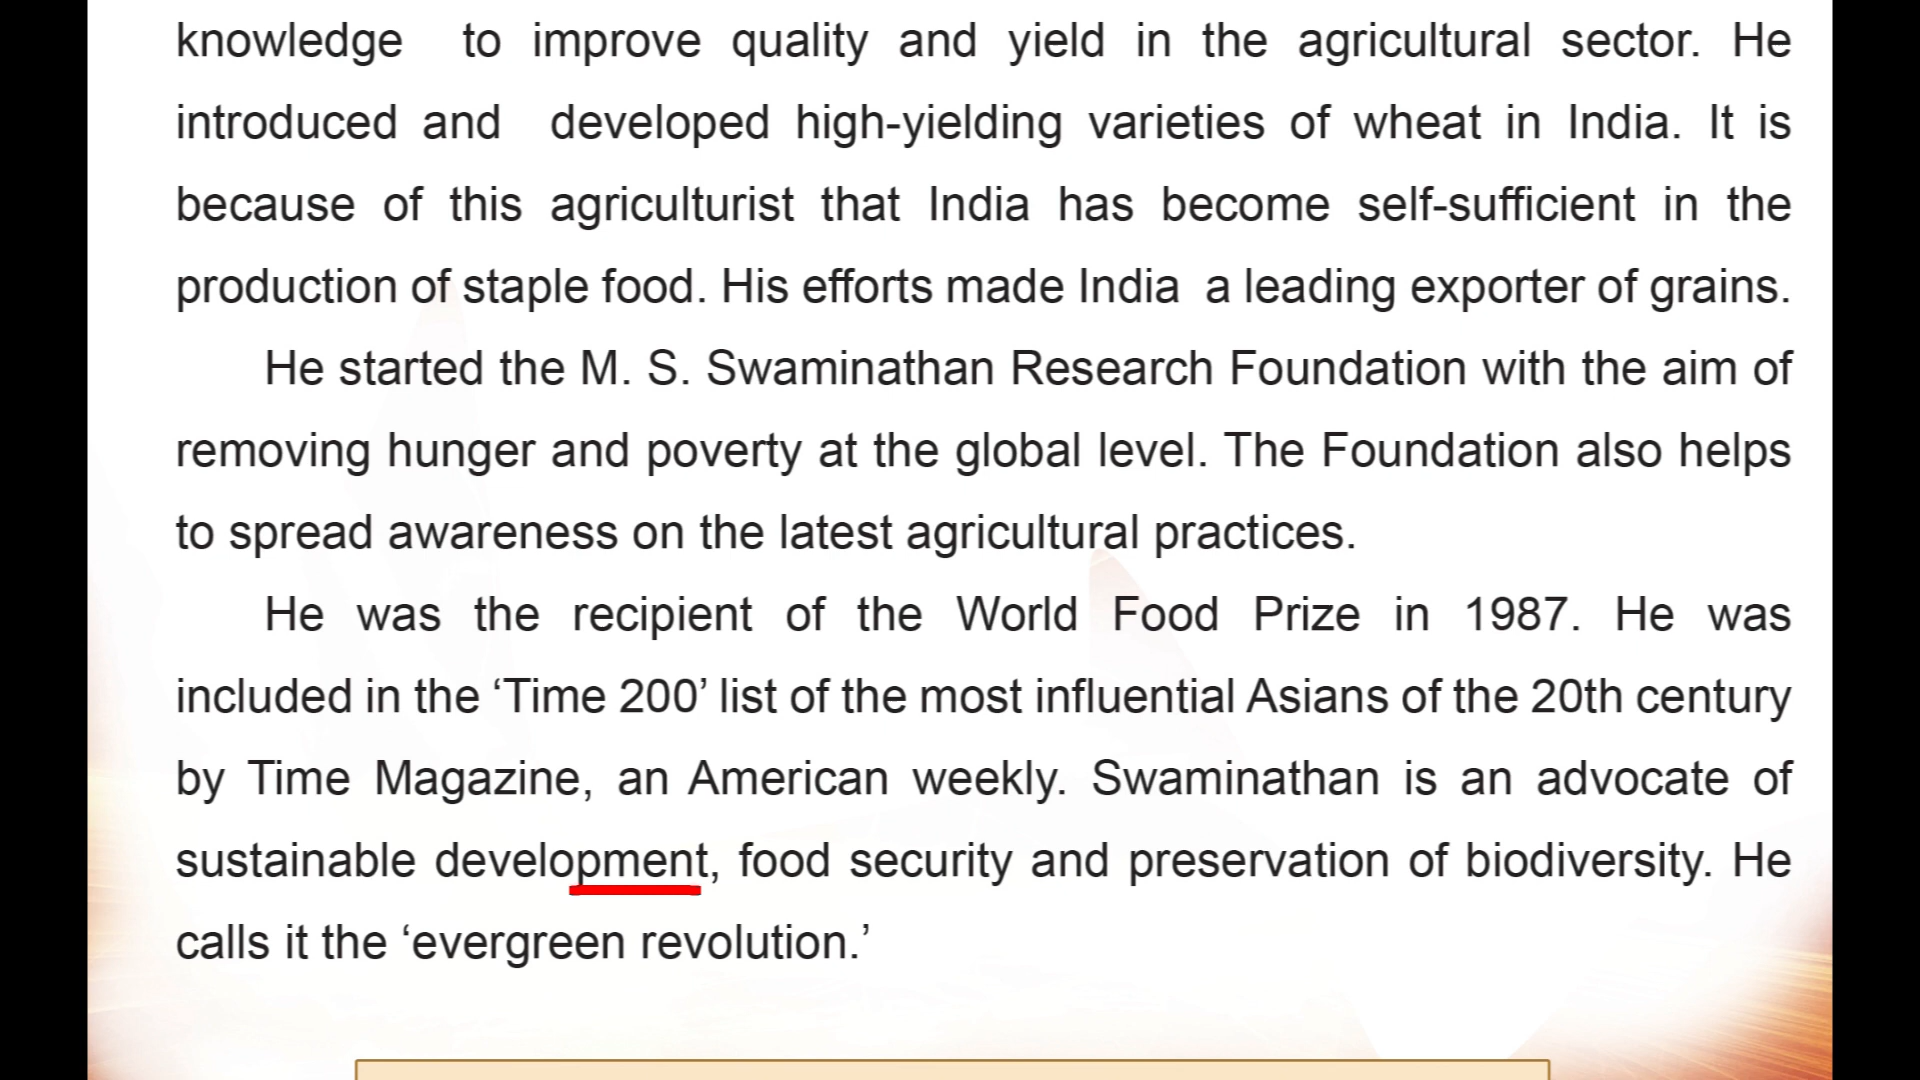 knowledge to improve quality and yield in the agricultural sector. He
introduced and developed high-yielding varieties of wheat in India. It is
because of this agriculturist that India has become self-sufficient in the
production of staple food. His efforts made India a leading exporter of grains.
He started the M. S. Swaminathan Research Foundation with the aim of
removing hunger and poverty at the global level. The Foundation also helps
to spread awareness on the latest agricultural practices.
He was the recipient of the World Food Prize in 1987. He was
included in the ‘Time 200’ list of the most influential Asians of the 20th century
by Time Magazine, an American weekly. Swaminathan is an advocate of
sustainable development, food security and preservation of biodiversity. He
calls it the ‘evergreen revolution.’